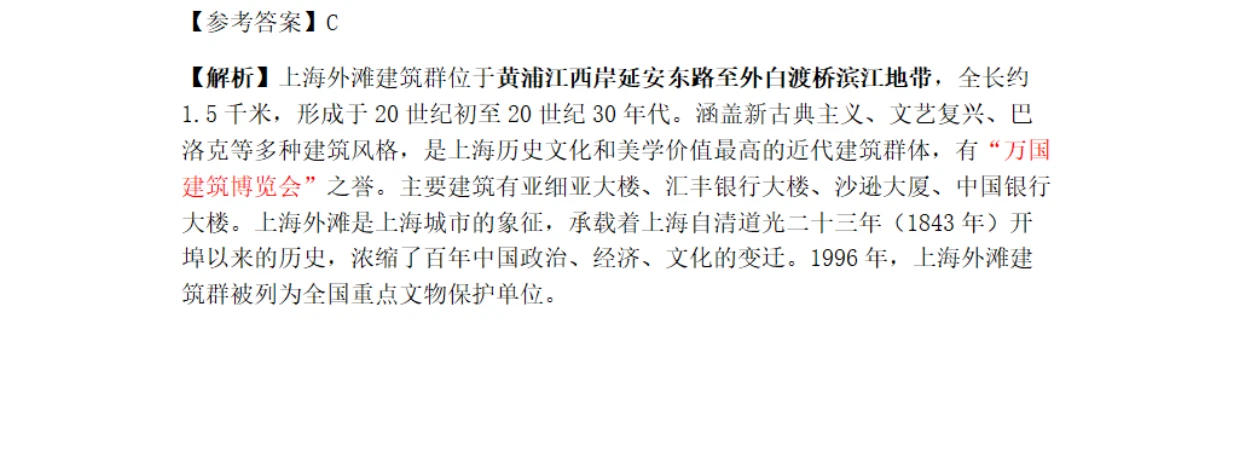 【参考答案】C
【解析】上海外滩建筑群位于黄浦江西岸延安东路至外白渡桥滨江地带，全长约
1.5 千米，形成于 20 世纪初至 20 世纪 30 年代。涵盖新古典主义、文艺复兴、巴
洛克等多种建筑风格，是上海历史文化和美学价值最高的近代建筑群体，有“万国
建筑博览会”之誉。主要建筑有亚细亚大楼、汇丰银行大楼、沙逊大厦、中国银行
大楼。上海外滩是上海城市的象征，承载着上海自清道光二十三年（1843 年）开
埠以来的历史，浓缩了百年中国政治、经济、文化的变迁。1996 年，上海外滩建
筑群被列为全国重点文物保护单位。